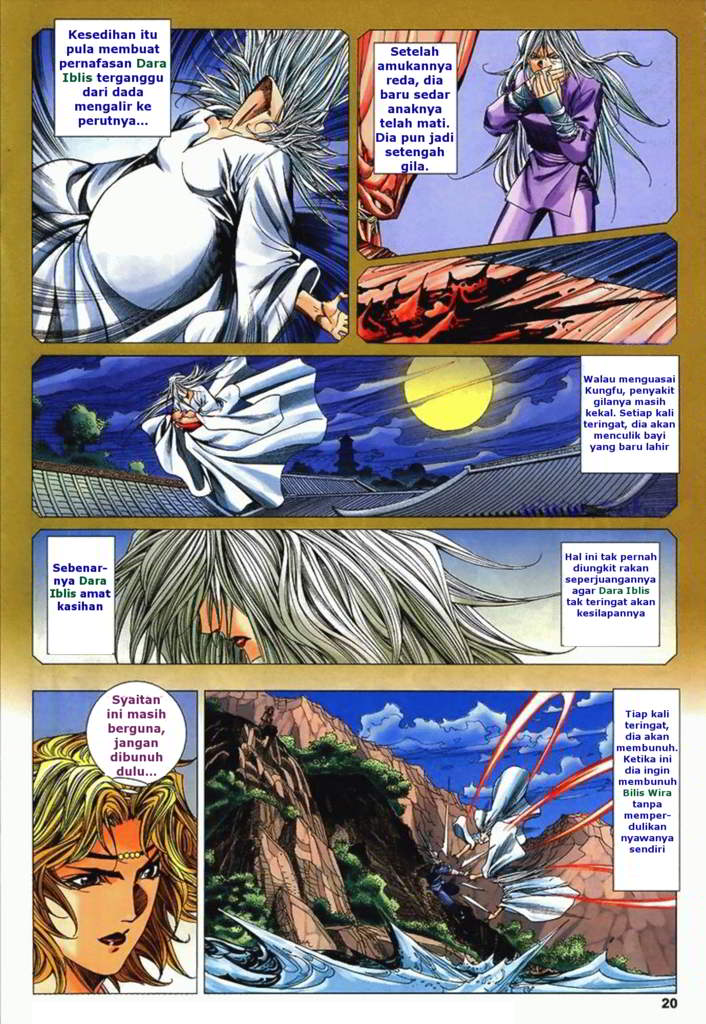 Kesedihan itu
pula membuat
pernafasan Dara
Iblis terganggu
dari dada
mengalir ke
perutnya...
Setelah
amukannya
reda, dia
baru sedar
anaknya
telah mati.
Dia pun jadi
setengah
gila.
Walau menguasai
Kungfu, penyakit
gilanya masih
kekal. Setiap kali
teringat, dia akan
menculik bayi
yang baru lahir
Sebenar-
nya Dara
Iblis amat
kasihan
Hal ini tak pernah
diungkit rakan
seperjuangannya
agar Dara Iblis
tak teringat akan
kesilapannya
Syaitan
ini masih
berguna,
jangan
dibunuh
dulu...
Tiap kali
teringat,
dia akan
membunuh.
Ketika ini
dia ingin
membunuh
Bilis Wira
tanpa
memper-
dulikan
nyawanya
sendiri
20